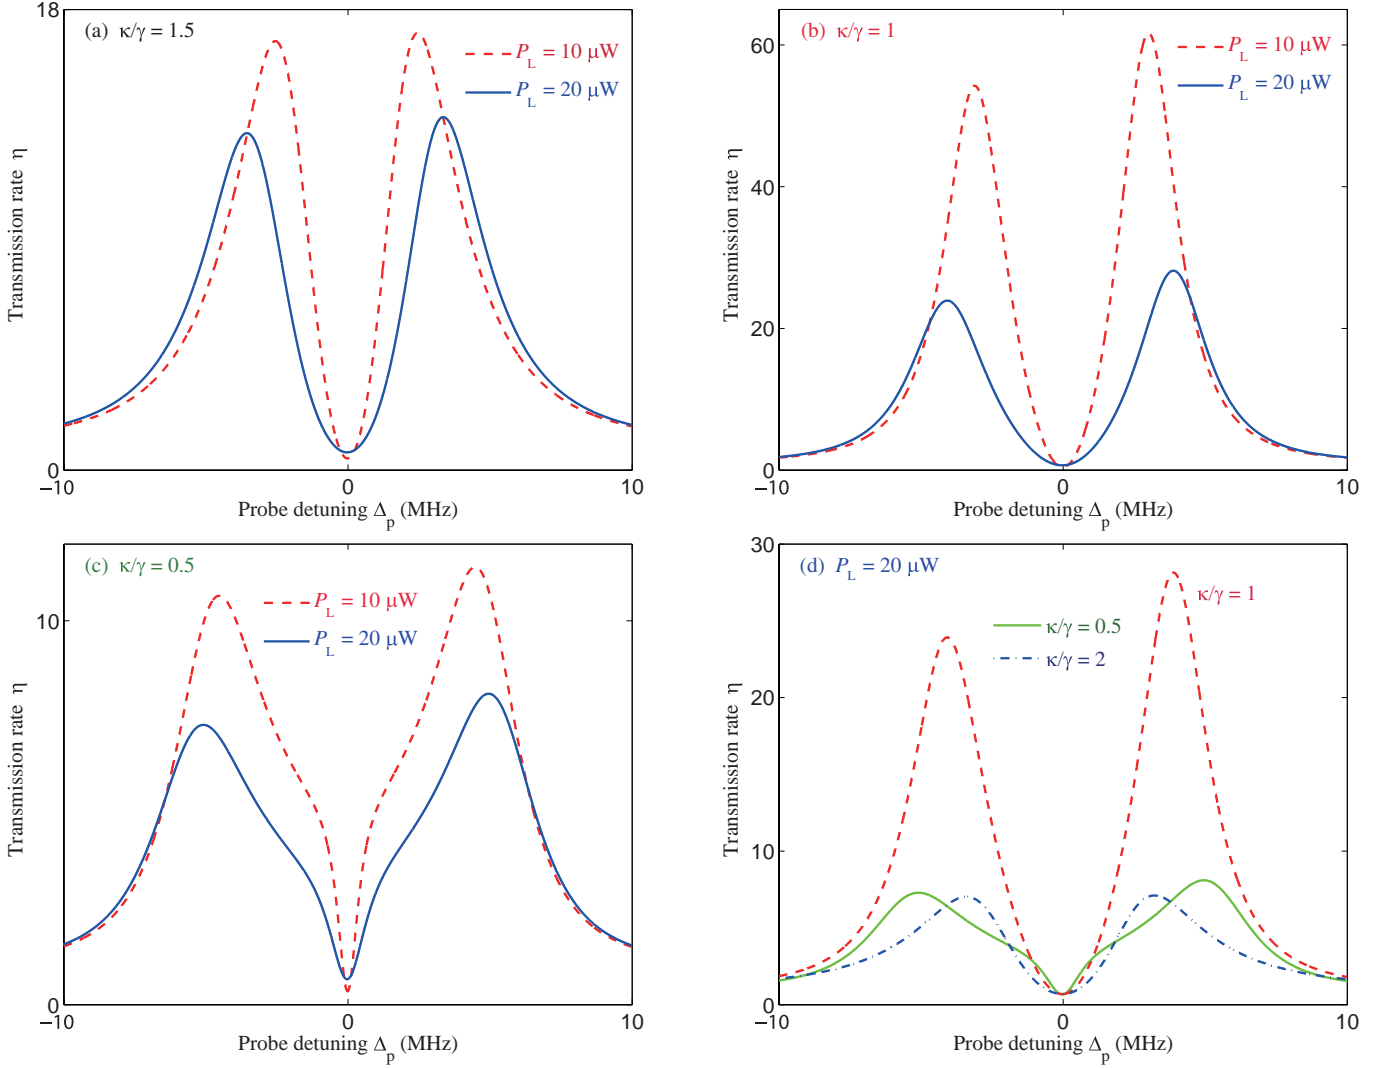 18
(a) κ/γ = 1.5
P_L = 10 μW
P_L = 20 μW
Transmission rate η
0
−10
0
10
Probe detuning Δ_p (MHz)
60
(b) κ/γ = 1
P_L = 10 μW
P_L = 20 μW
40
Transmission rate η
20
0
−10
0
10
Probe detuning Δ_p (MHz)
(c) κ/γ = 0.5
P_L = 10 μW
P_L = 20 μW
10
Transmission rate η
0
−10
0
10
Probe detuning Δ_p (MHz)
30
(d) P_L = 20 μW
κ/γ = 1
κ/γ = 0.5
κ/γ = 2
20
Transmission rate η
10
0
−10
0
10
Probe detuning Δ_p (MHz)